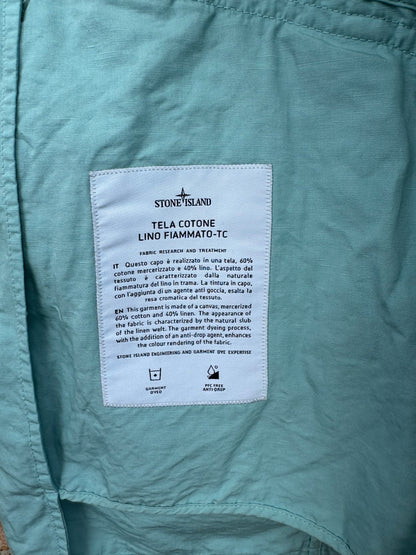 STONE ISLAND
TELA COTONE
LINO FIAMMATO-TC
FABRIC RESEARCH AND TREATMENT
IT Questo capo è realizzato in una tela, 60%
cotone mercerizzato e 40% lino. L'aspetto del
tessuto è caratterizzato dalla naturale
fiammatura del lino in trama. La tintura in capo,
con l'aggiunta di un agente anti goccia, esalta la
resa cromatica del tessuto.
EN This garment is made of a canvas, mercerized
60% cotton and 40% linen. The appearance of
the fabric is characterized by the natural slub
of the linen weft. The garment dyeing process,
with the addition of an anti-drop agent, enhances
the colour rendering of the fabric.
STONE ISLAND ENGINEERING AND GARMENT DYE EXPERTISE
GARMENT
DYED
PFC FREE
ANTI-DROP